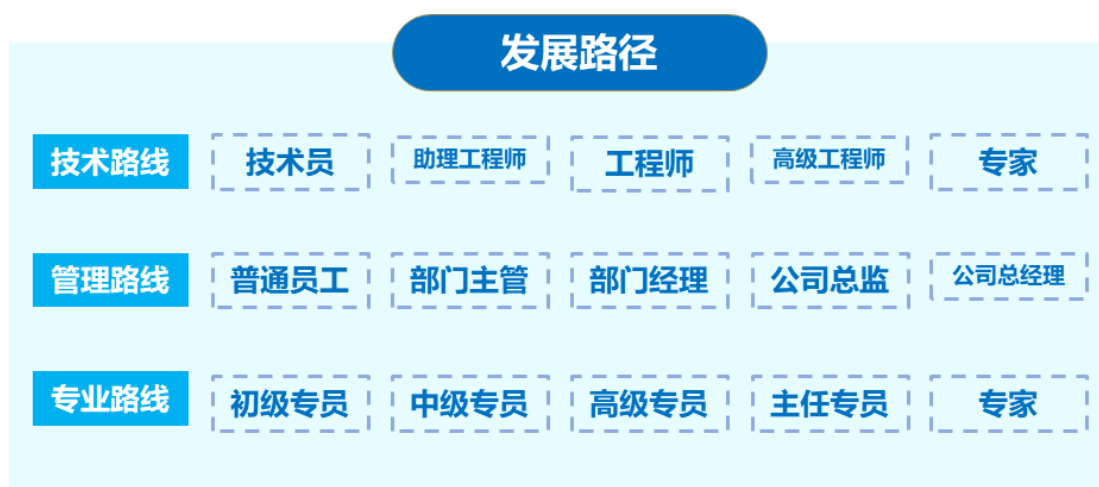 发展路径
技术路线 技术员 助理工程师 工程师 高级工程师 专家
管理路线 普通员工 部门主管 部门经理 公司总监 公司总经理
专业路线 初级专员 中级专员 高级专员 主任专员 专家